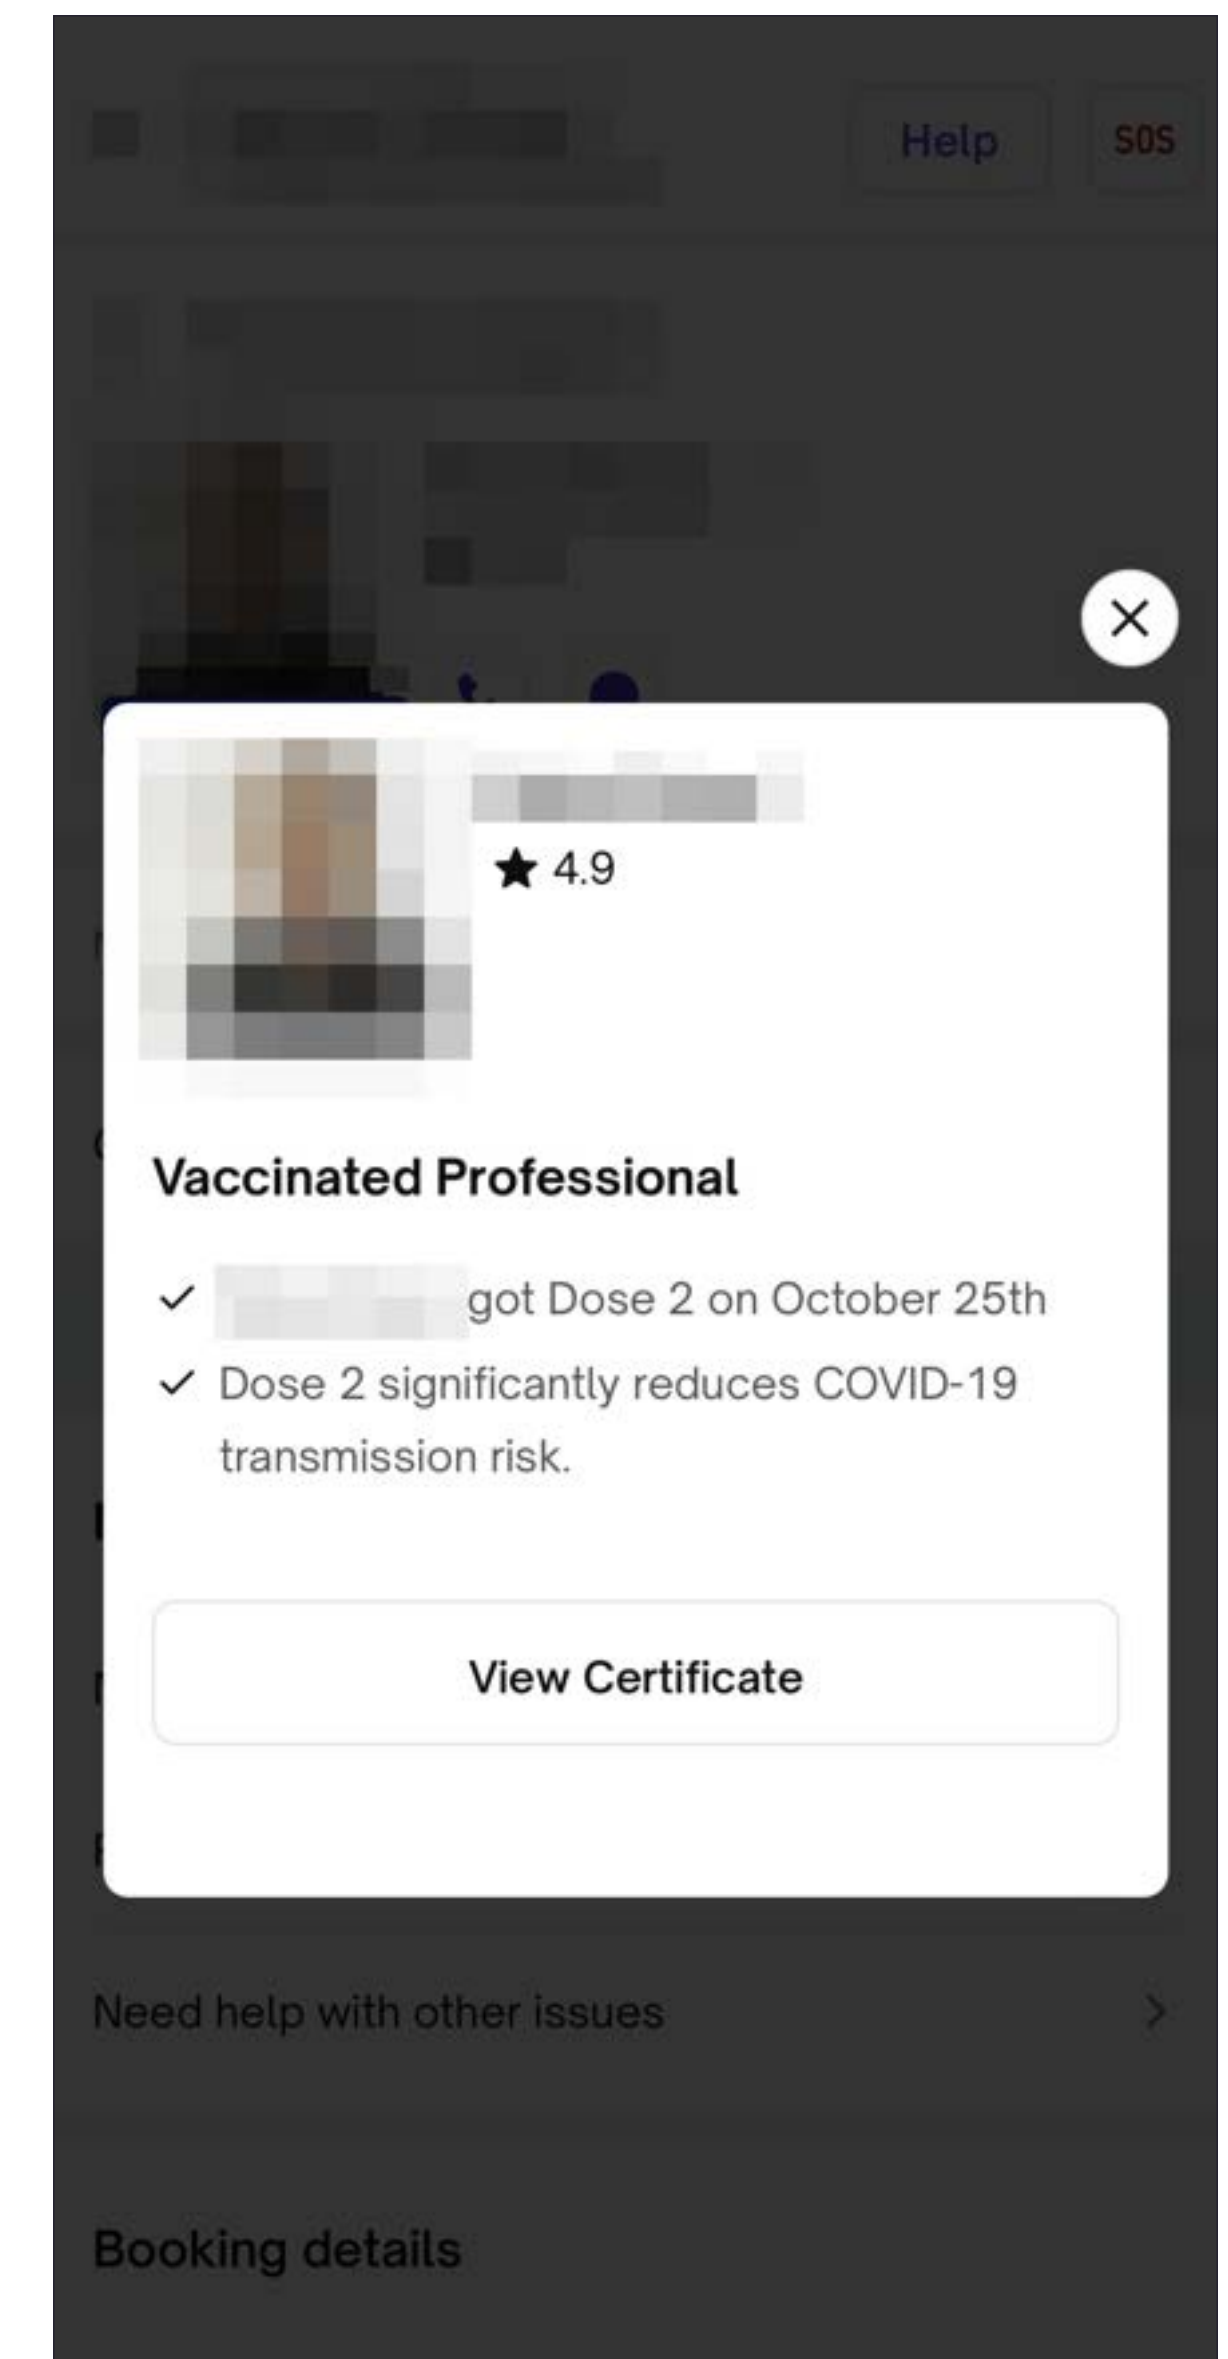 Help
SOS
4.9
Vaccinated Professional
got Dose 2 on October 25th
Dose 2 significantly reduces COVID-19
transmission risk.
View Certificate
Need help with other issues
Booking details